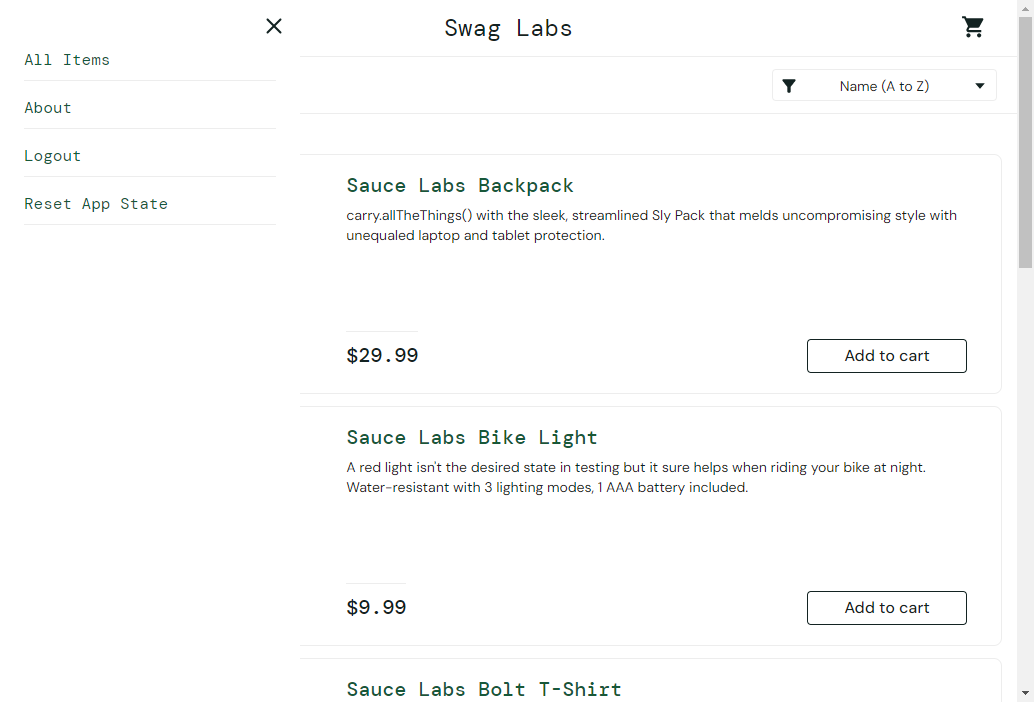 All Items
About
Logout
Reset App State
Swag Labs
Name (A to Z)
Sauce Labs Backpack
carry.allTheThings() with the sleek, streamlined Sly Pack that melds uncompromising style with
unequaled laptop and tablet protection.
$29.99
Add to cart
Sauce Labs Bike Light
A red light isn't the desired state in testing but it sure helps when riding your bike at night.
Water-resistant with 3 lighting modes, 1 AAA battery included.
$9.99
Add to cart
Sauce Labs Bolt T-Shirt